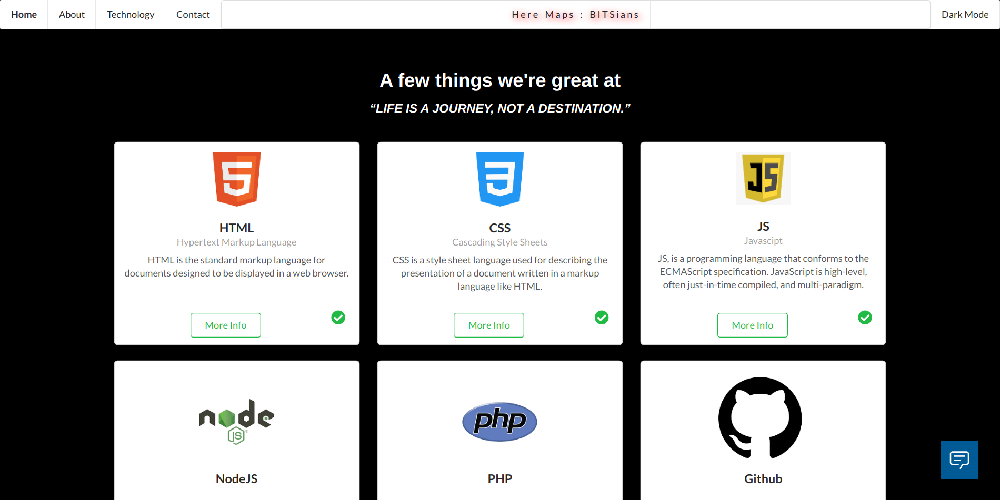 Home About Technology Contact Here Maps : BITSians Dark Mode
A few things we're great at
“LIFE IS A JOURNEY, NOT A DESTINATION.”
HTML
Hypertext Markup Language
HTML is the standard markup language for
documents designed to be displayed in a web browser.
More Info
CSS
Cascading Style Sheets
CSS is a style sheet language used for describing the
presentation of a document written in a markup
language like HTML.
More Info
JS
JS
Javascipt
JS, is a programming language that conforms to the
ECMAScript specification. JavaScript is high-level,
often just-in-time compiled, and multi-paradigm.
More Info
node
JS
NodeJS
php
PHP
Github